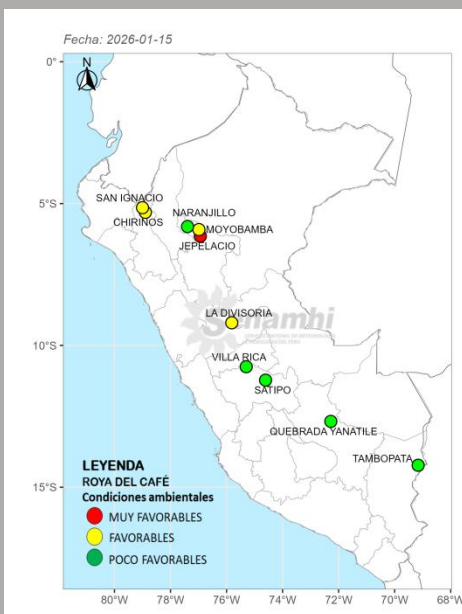 Fecha: 2026-01-15
N
0°
SAN IGNACIO
CHIRINOS
NARANJILLO
5°S
MOYOBAMBA
JEPELACIO
LA DIVISORIA
Senamhi
10°S
VILLA RICA
SATIPO
QUEBRADA YANATILE
TAMBOPATA
LEYENDA
ROYA DEL CAFÉ
Condiciones ambientales
MUY FAVORABLES
FAVORABLES
POCO FAVORABLES
15°S
80°W 78°W 76°W 74°W 72°W 70°W 68°W